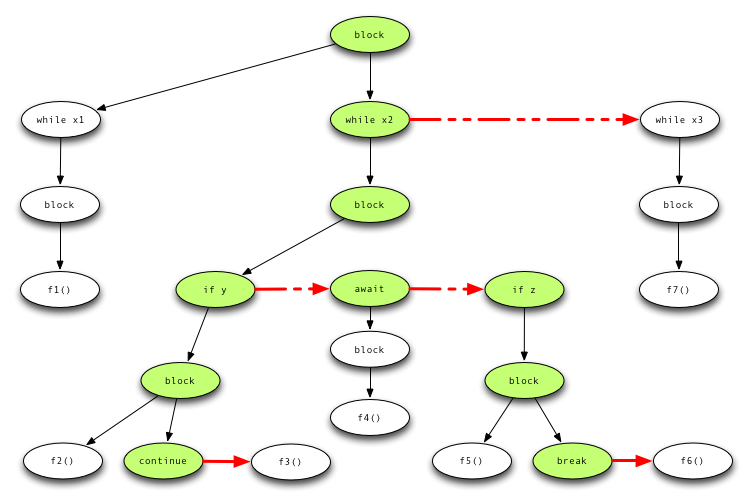 block
while x1
while x2
while x3
block
block
block
f1()
if y
await
if z
f7()
block
block
block
f4()
f2()
continue
f3()
f5()
break
f6()